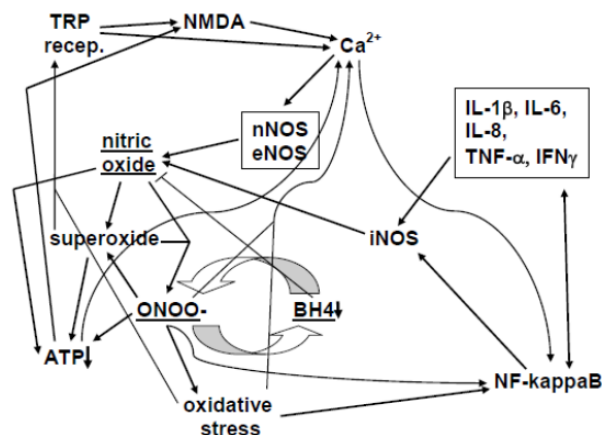 TRP
recep.
NMDA
Ca2+
IL-1β, IL-6,
IL-8,
TNF-α, IFNγ
nNOS
eNOS
nitric
oxide
superoxide
iNOS
ONOO-
BH4↓
ATP↓
NF-kappaB
oxidative
stress